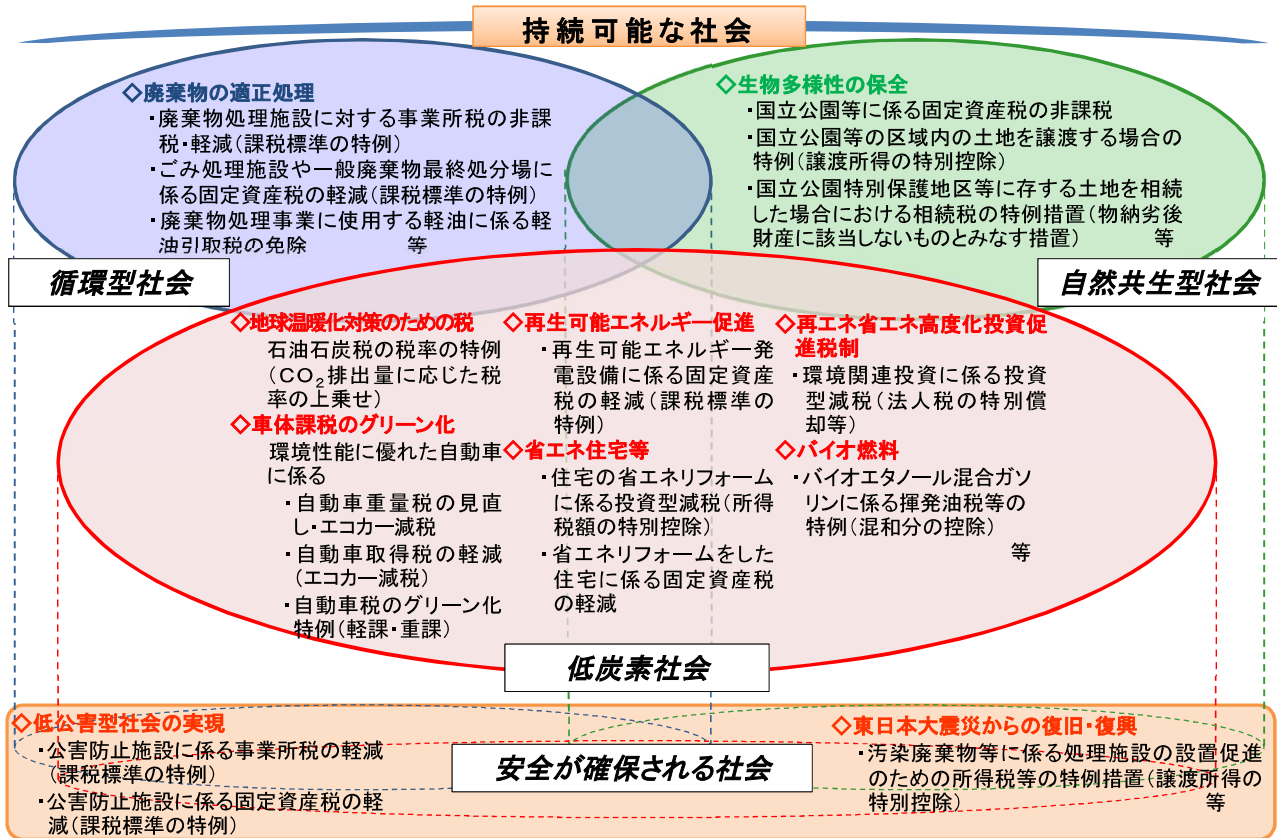 持続可能な社会
◇廃棄物の適正処理
・廃棄物処理施設に対する事業所税の非課
税・軽減(課税標準の特例)
・ごみ処理施設や一般廃棄物最終処分場に
係る固定資産税の軽減(課税標準の特例)
・廃棄物処理事業に使用する軽油に係る軽
油引取税の免除 等
循環型社会
◇生物多様性の保全
・国立公園等に係る固定資産税の非課税
・国立公園等の区域内の土地を譲渡する場合の
特例(譲渡所得の特別控除)
・国立公園特別保護地区等に存する土地を相続
した場合における相続税の特例措置(物納劣後
財産に該当しないものとみなす措置) 等
自然共生型社会
◇地球温暖化対策のための税
石油石炭税の税率の特例
(CO₂排出量に応じた税
率の上乗せ)
◇車体課税のグリーン化
環境性能に優れた自動車
に係る
・自動車重量税の見直
し・エコカー減税
・自動車取得税の軽減
(エコカー減税)
・自動車税のグリーン化
特例(軽課・重課)
◇再生可能エネルギー促進
・再生可能エネルギー発
電設備に係る固定資産
税の軽減(課税標準の
特例)
◇省エネ住宅等
・住宅の省エネリフォーム
に係る投資型減税(所得
税額の特別控除)
・省エネリフォームをした
住宅に係る固定資産税
の軽減
◇再エネ省エネ高度化投資促
進税制
・環境関連投資に係る投資
型減税(法人税の特別償
却等)
◇バイオ燃料
・バイオエタノール混合ガソ
リンに係る揮発油税等の
特例(混和分の控除)
等
低炭素社会
◇低公害型社会の実現
・公害防止施設に係る事業所税の軽減
(課税標準の特例)
・公害防止施設に係る固定資産税の軽
減(課税標準の特例)
安全が確保される社会
◇東日本大震災からの復旧・復興
・汚染廃棄物等に係る処理施設の設置促進
のための所得税等の特例措置(譲渡所得の
特別控除) 等